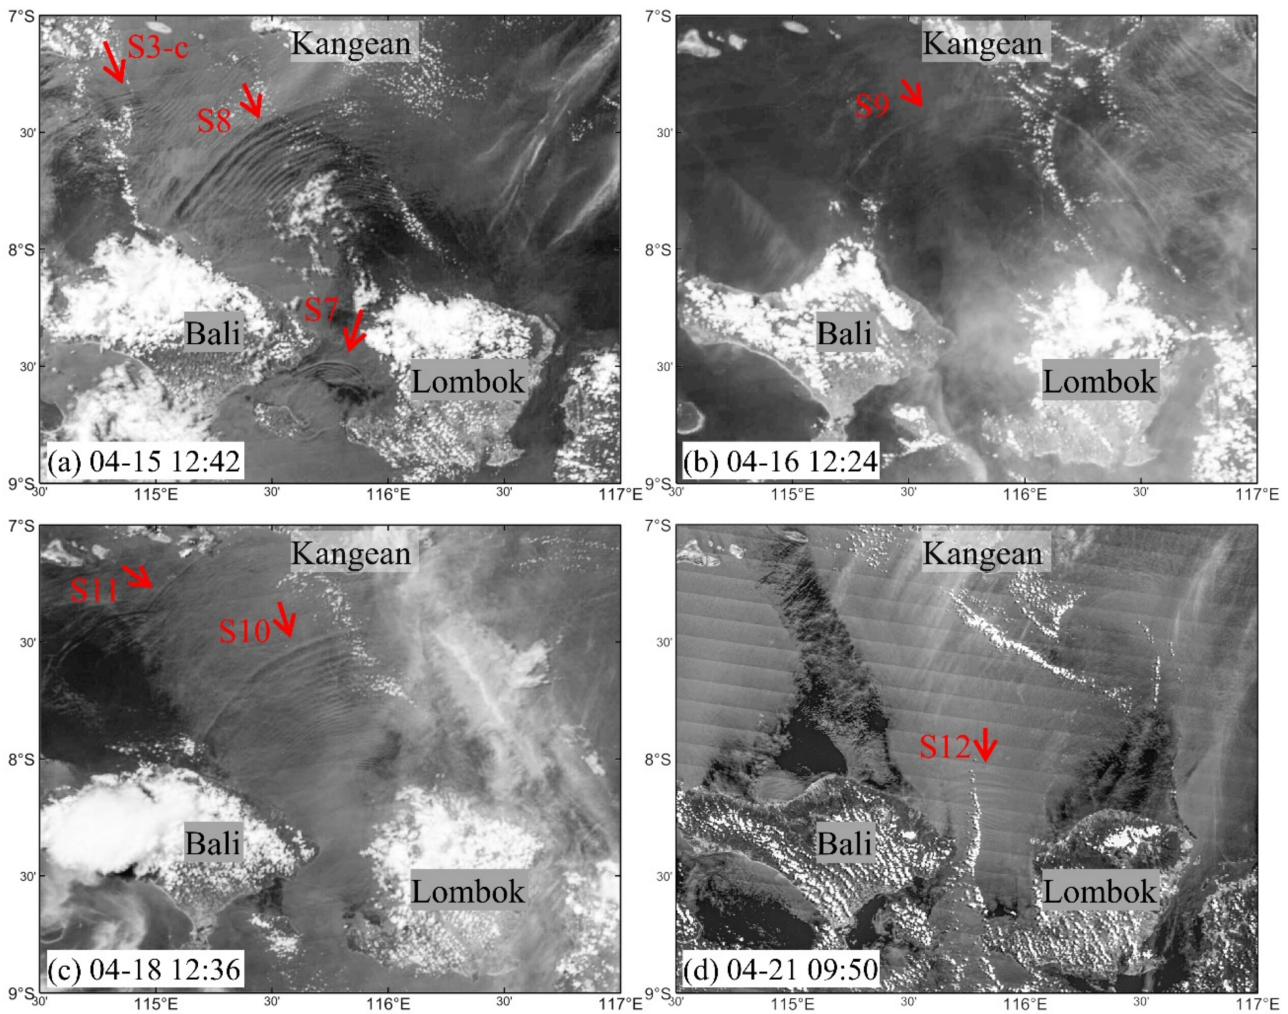 7°S
30'
8°S
30'
9°S
30'
115°E
30'
116°E
30'
117°E
Kangean
S3-c
S8
S7
Bali
Lombok
(a) 04-15 12:42
7°S
30'
8°S
30'
9°S
30'
115°E
30'
116°E
30'
117°E
Kangean
S9
Bali
Lombok
(b) 04-16 12:24
7°S
30'
8°S
30'
9°S
30'
115°E
30'
116°E
30'
117°E
Kangean
S11
S10
Bali
Lombok
(c) 04-18 12:36
7°S
30'
8°S
30'
9°S
30'
115°E
30'
116°E
30'
117°E
Kangean
S12
Bali
Lombok
(d) 04-21 09:50